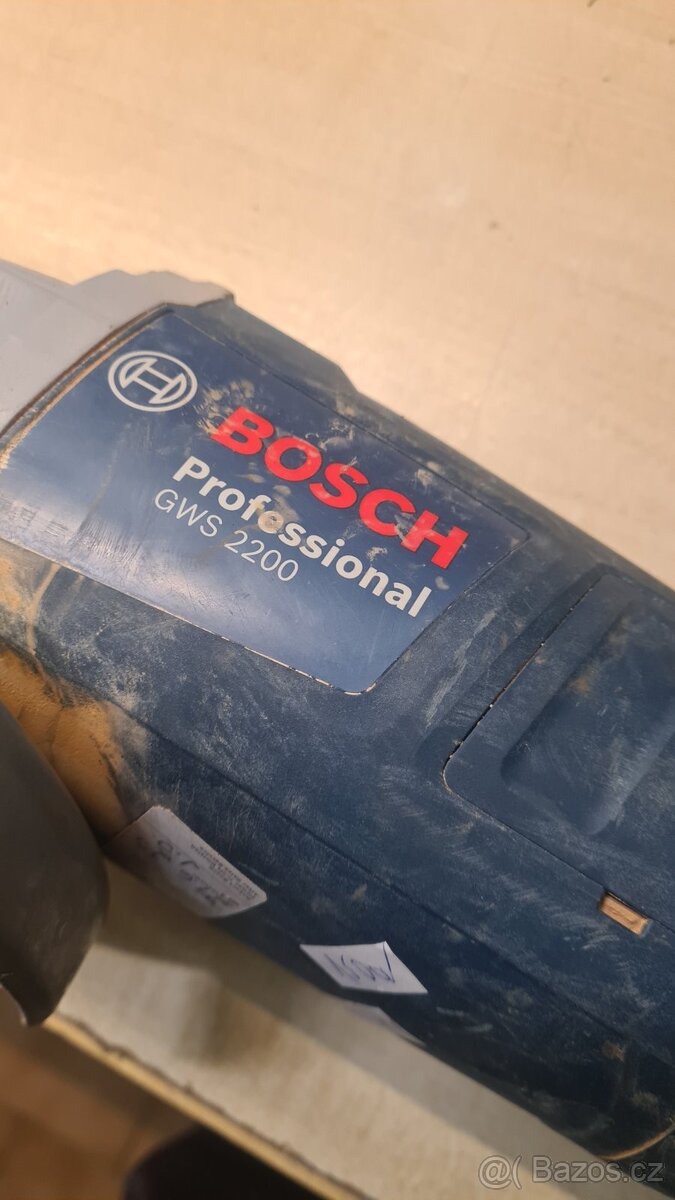 BOSCH
Professional
GWS 2200
@( Bazos.cz